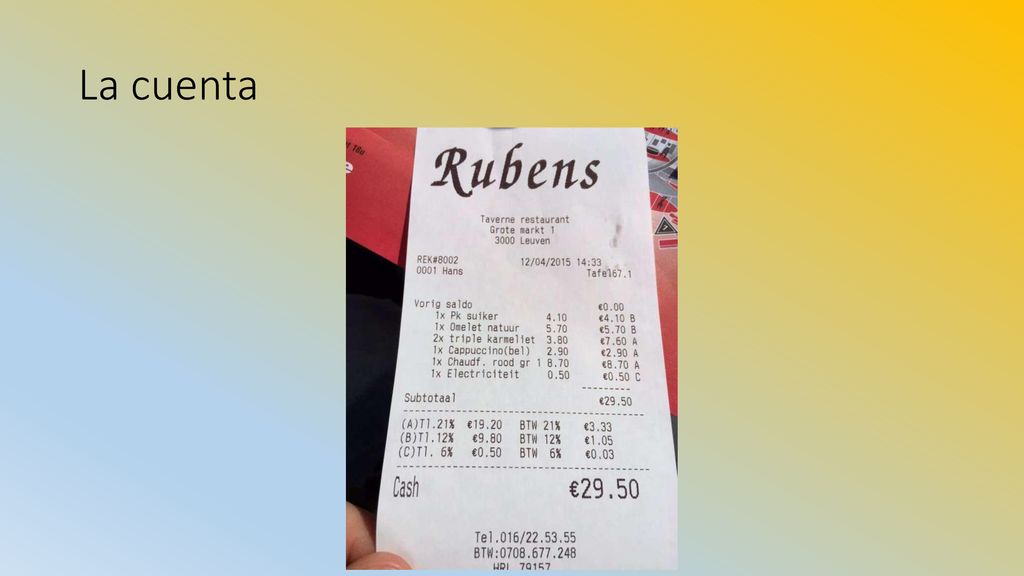 La cuenta
Rubens
Taverne restaurant
Grote markt 1
3000 Leuven
REK#8002 12/04/2015 14:33
0001 Hans Tafel67.1
Vorig saldo €0.00
1x Pk suiker 4.10 €4.10 B
1x Omelet natuur 5.70 €5.70 B
2x triple karmeliet 3.80 €7.60 A
1x Cappuccino(bel) 2.90 €2.90 A
1x Chaudf. rood gr 1 8.70 €8.70 A
1x Electriciteit 0.50 €0.50 C
Subtotaal €29.50
(A)Tl.21% €19.20 BTW 21% €3.33
(B)Tl.12% €9.80 BTW 12% €1.05
(C)Tl. 6% €0.50 BTW 6% €0.03
Cash €29.50
Tel.016/22.53.55
BTW:0708.677.248
HRL 79157